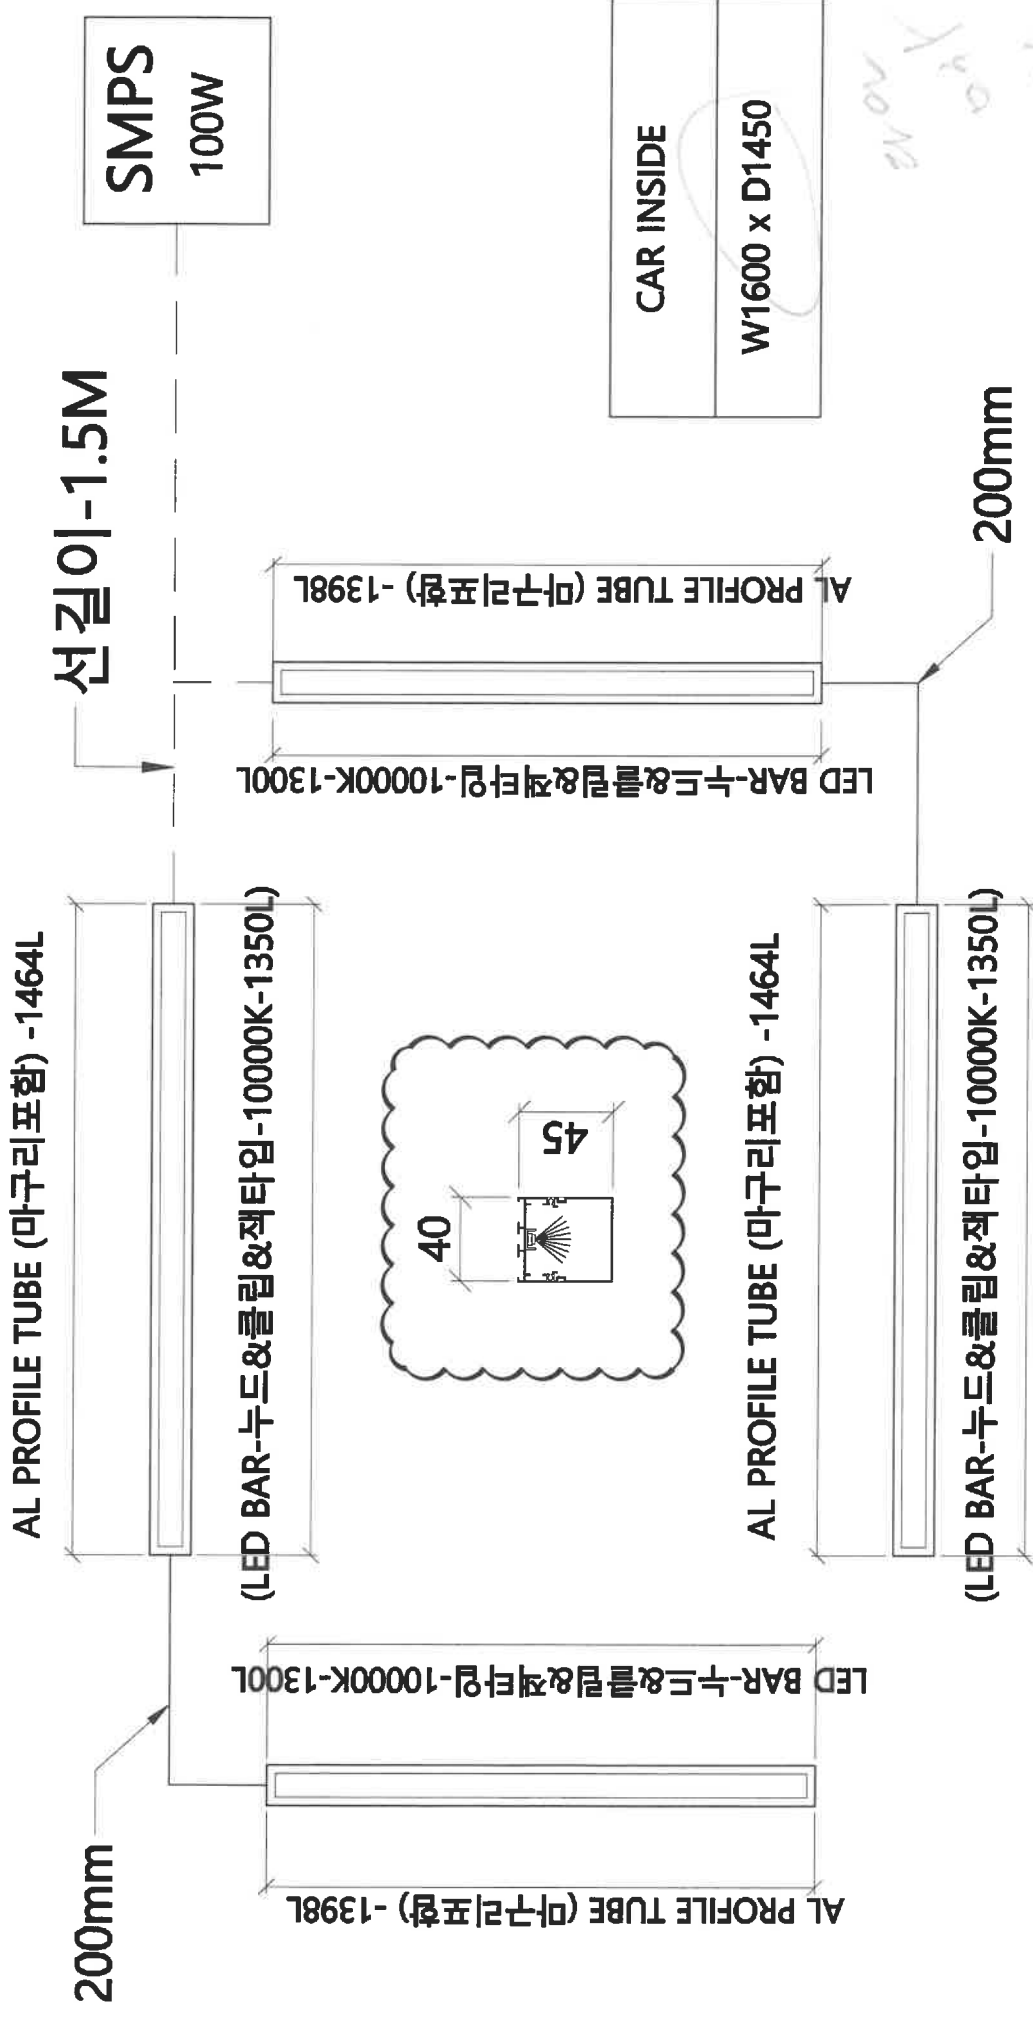 AL PROFILE TUBE (마구리포함) -1464L
선길이-1.5M
SMPS
100W
200mm
(LED BAR-누드&클립&잭타입-10000K-1350L)
LED BAR-누드&클립&잭타입-10000K-1300L
AL PROFILE TUBE (마구리포함) -1398L
40
45
LED BAR-누드&클립&잭타입-10000K-1300L
AL PROFILE TUBE (마구리포함) -1398L
CAR INSIDE
W1600 x D1450
AL PROFILE TUBE (마구리포함) -1464L
(LED BAR-누드&클립&잭타입-10000K-1350L)
200mm